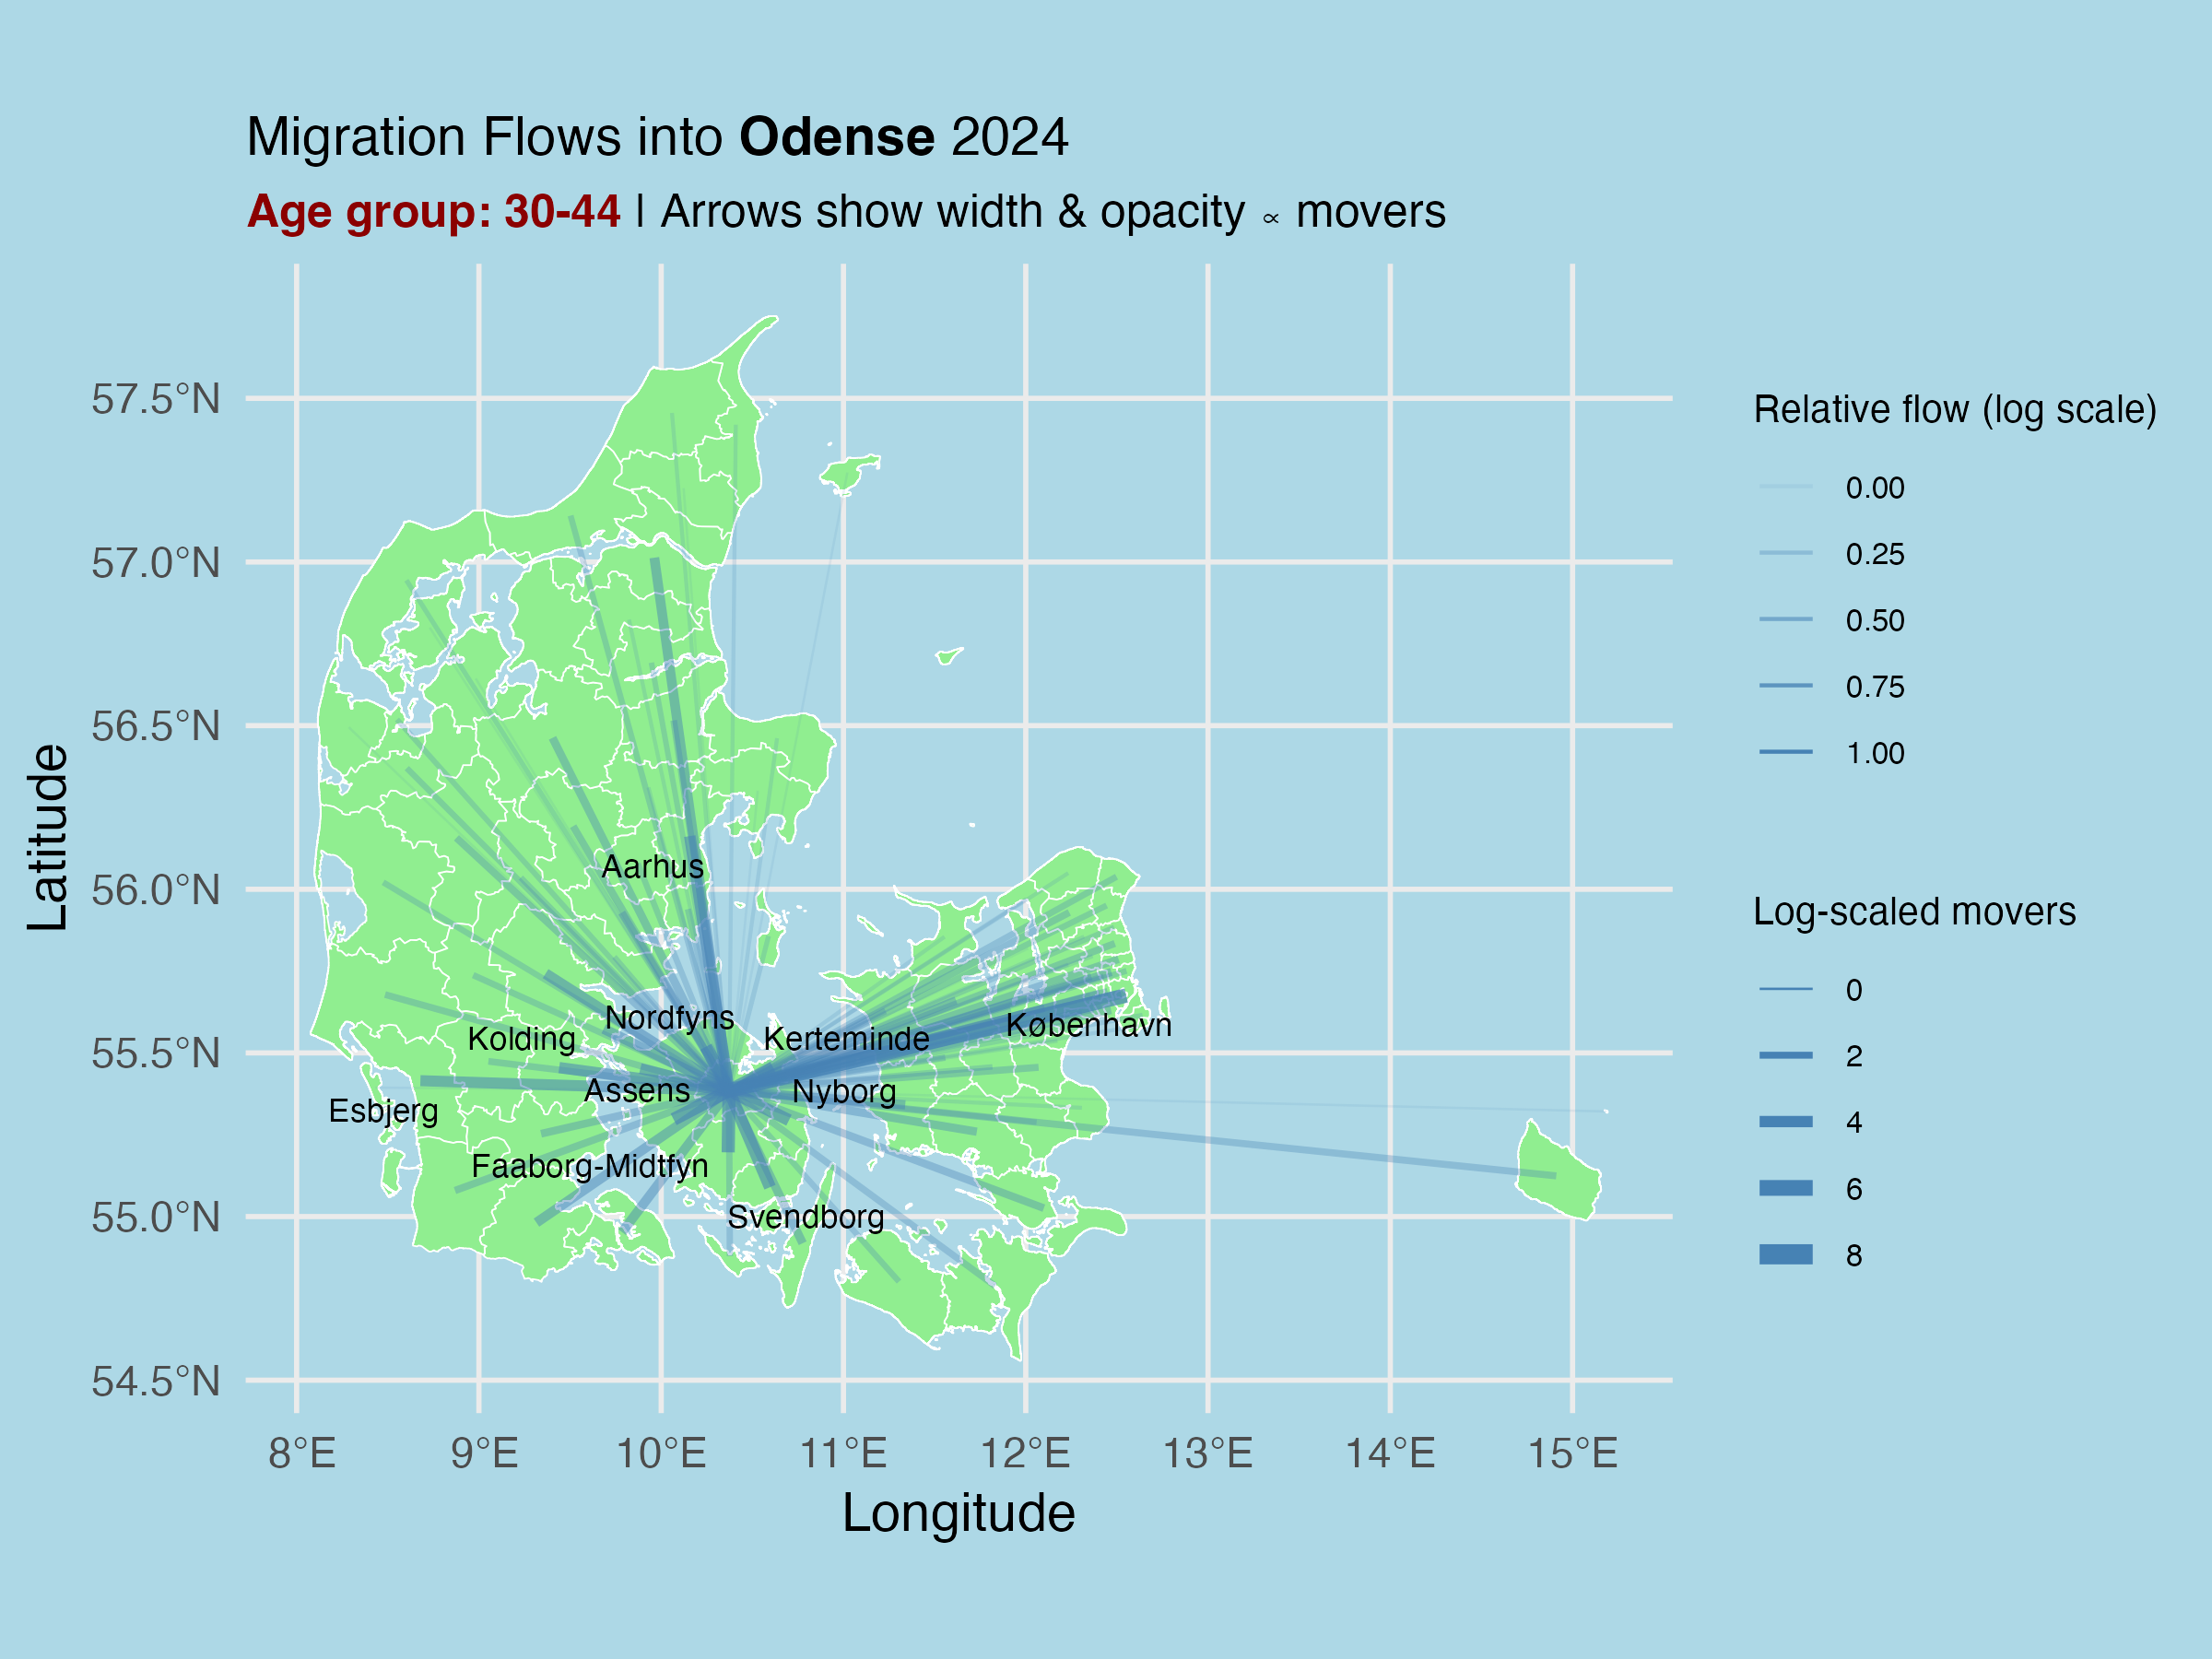 Migration Flows into Odense 2024
Age group: 30-44 | Arrows show width & opacity ∝ movers
57.5°N
57.0°N
56.5°N
56.0°N
55.5°N
55.0°N
54.5°N
Latitude
8°E
9°E
10°E
11°E
12°E
13°E
14°E
15°E
Longitude
Aarhus
Nordfyns
Kolding
Kerteminde
København
Assens
Nyborg
Esbjerg
Faaborg-Midtfyn
Svendborg
Relative flow (log scale)
0.00
0.25
0.50
0.75
1.00
Log-scaled movers
0
2
4
6
8